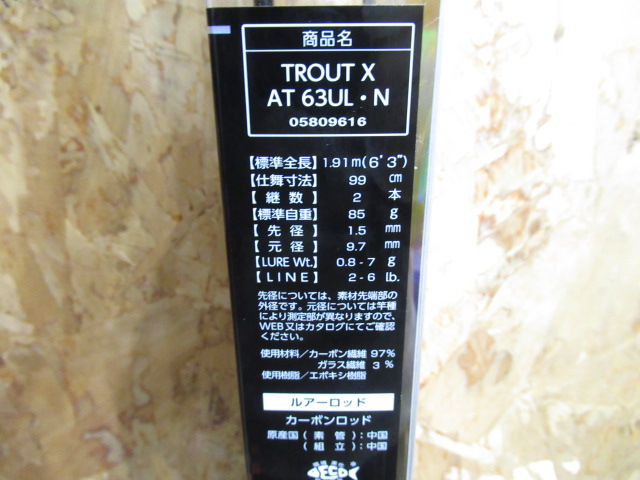 商品名
TROUT X
AT 63UL・N
05809616
【標準全長】1.91m(6'3")
【仕舞寸法】 99 cm
【継数】 2 本
【標準自重】 85 g
【先径】 1.5 mm
【元径】 9.7 mm
【LURE Wt.】0.8-7 g
【LINE】 2-6 lb.
先径については、素材先端部の
外径です。元径については竿種
により測定部が異なりますので、
WEB又はカタログにてご確認
ください。
使用材料/カーボン繊維97%
ガラス繊維 3%
使用樹脂/エポキシ樹脂
ルアーロッド
カーボンロッド
原産国(素管):中国
(組立):中国